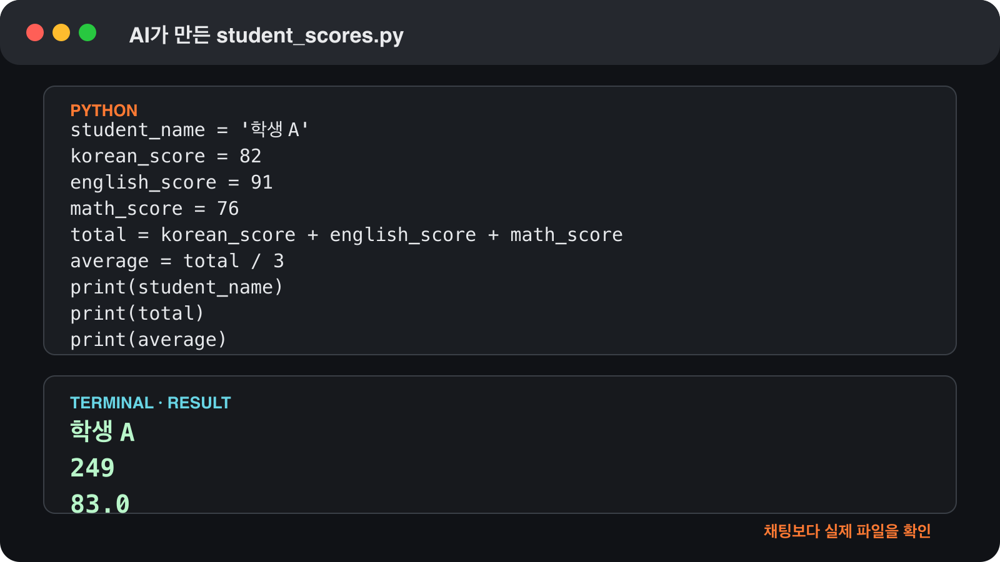 AI가 만든 student_scores.py
PYTHON
student_name = '학생 A'
korean_score = 82
english_score = 91
math_score = 76
total = korean_score + english_score + math_score
average = total / 3
print(student_name)
print(total)
print(average)
TERMINAL · RESULT
학생 A
249
83.0
채팅보다 실제 파일을 확인